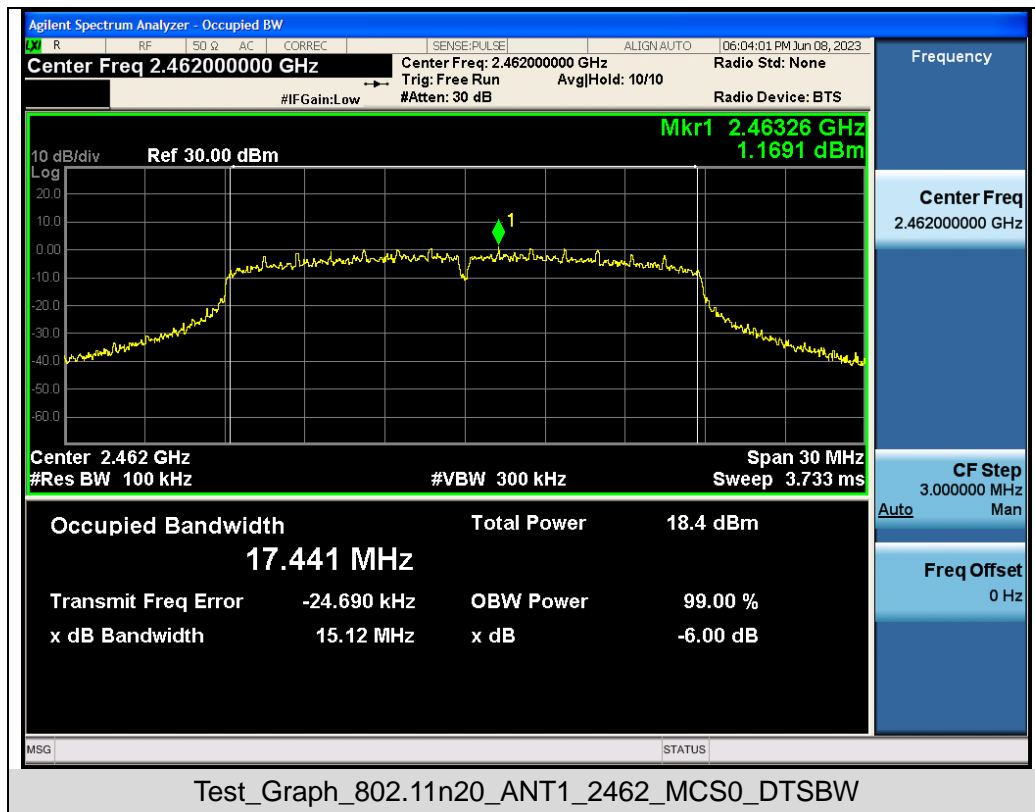 Agilent Spectrum Analyzer - Occupied BW
LXI R RF 50 Ω AC CORREC SENSE:PULSE ALIGN AUTO 06:04:01 PM Jun 08, 2023
Center Freq 2.462000000 GHz
Center Freq: 2.462000000 GHz Radio Std: None
Trig: Free Run Avg|Hold: 10/10
#IFGain:Low #Atten: 30 dB Radio Device: BTS
Frequency
Mkr1 2.46326 GHz
1.1691 dBm
10 dB/div Ref 30.00 dBm
Log
20.0
10.0
0.00
-10.0
-20.0
-30.0
-40.0
-50.0
-60.0
1
Center 2.462 GHz Span 30 MHz
#Res BW 100 kHz #VBW 300 kHz Sweep 3.733 ms
Center Freq
2.462000000 GHz
CF Step
3.000000 MHz
Auto Man
Freq Offset
0 Hz
Occupied Bandwidth Total Power 18.4 dBm
17.441 MHz
Transmit Freq Error -24.690 kHz OBW Power 99.00 %
x dB Bandwidth 15.12 MHz x dB -6.00 dB
MSG STATUS
Test_Graph_802.11n20_ANT1_2462_MCS0_DTSBW